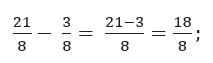 21/8 − 3/8 = 21−3/8 = 18/8 ;